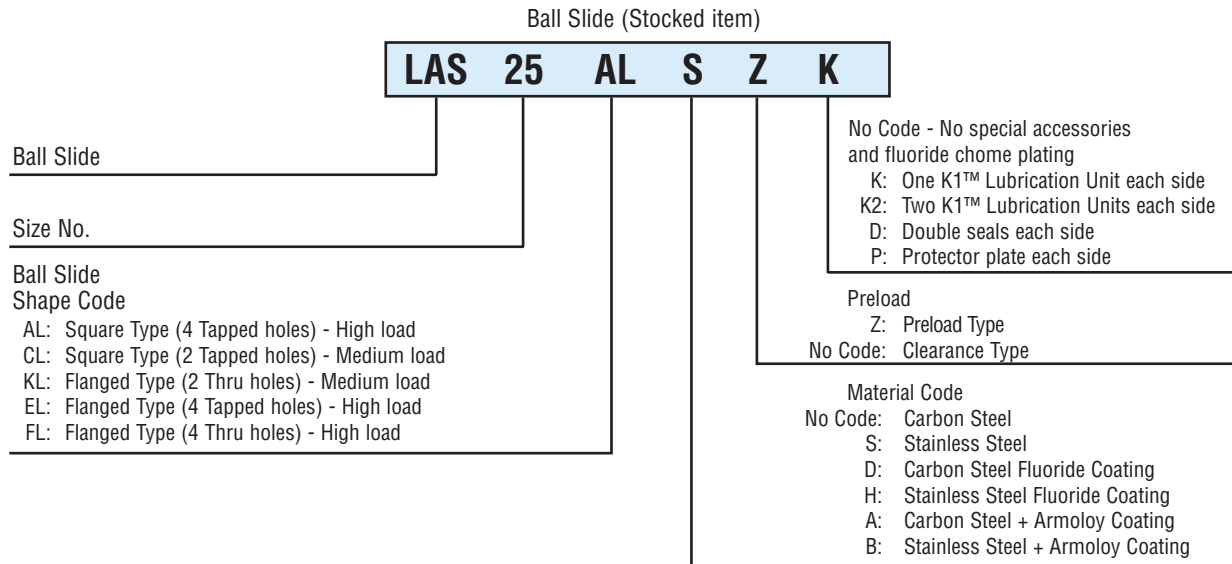 Ball Slide (Stocked item)
LAS 25 AL S Z K
Ball Slide
Size No.
Ball Slide
Shape Code
AL: Square Type (4 Tapped holes) - High load
CL: Square Type (2 Tapped holes) - Medium load
KL: Flanged Type (2 Thru holes) - Medium load
EL: Flanged Type (4 Tapped holes) - High load
FL: Flanged Type (4 Thru holes) - High load
No Code - No special accessories
and fluoride chome plating
K: One K1™ Lubrication Unit each side
K2: Two K1™ Lubrication Units each side
D: Double seals each side
P: Protector plate each side
Preload
Z: Preload Type
No Code: Clearance Type
Material Code
No Code: Carbon Steel
S: Stainless Steel
D: Carbon Steel Fluoride Coating
H: Stainless Steel Fluoride Coating
A: Carbon Steel + Armoloy Coating
B: Stainless Steel + Armoloy Coating